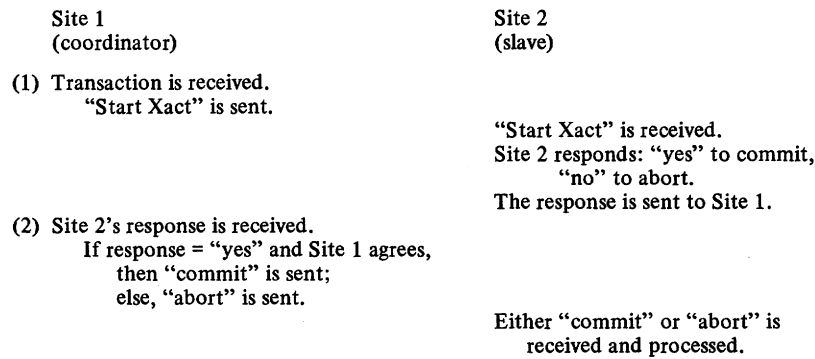 Site 1
(coordinator)
Site 2
(slave)
(1) Transaction is received.
“Start Xact” is sent.
“Start Xact” is received.
Site 2 responds: “yes” to commit,
“no” to abort.
The response is sent to Site 1.
(2) Site 2’s response is received.
If response = “yes” and Site 1 agrees,
then “commit” is sent;
else, “abort” is sent.
Either “commit” or “abort” is
received and processed.